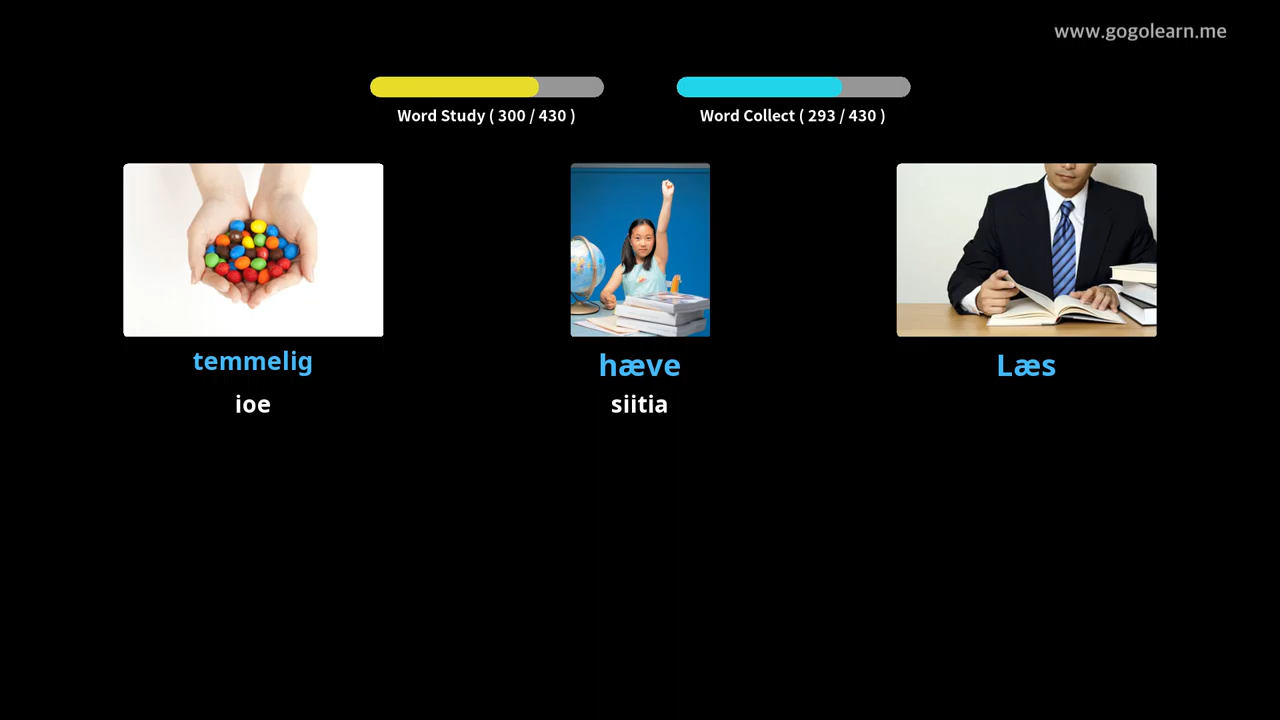 www.gogolearn.me
Word Study ( 300 / 430 )
Word Collect ( 293 / 430 )
temmelig
hæve
Læs
ioe
siitia